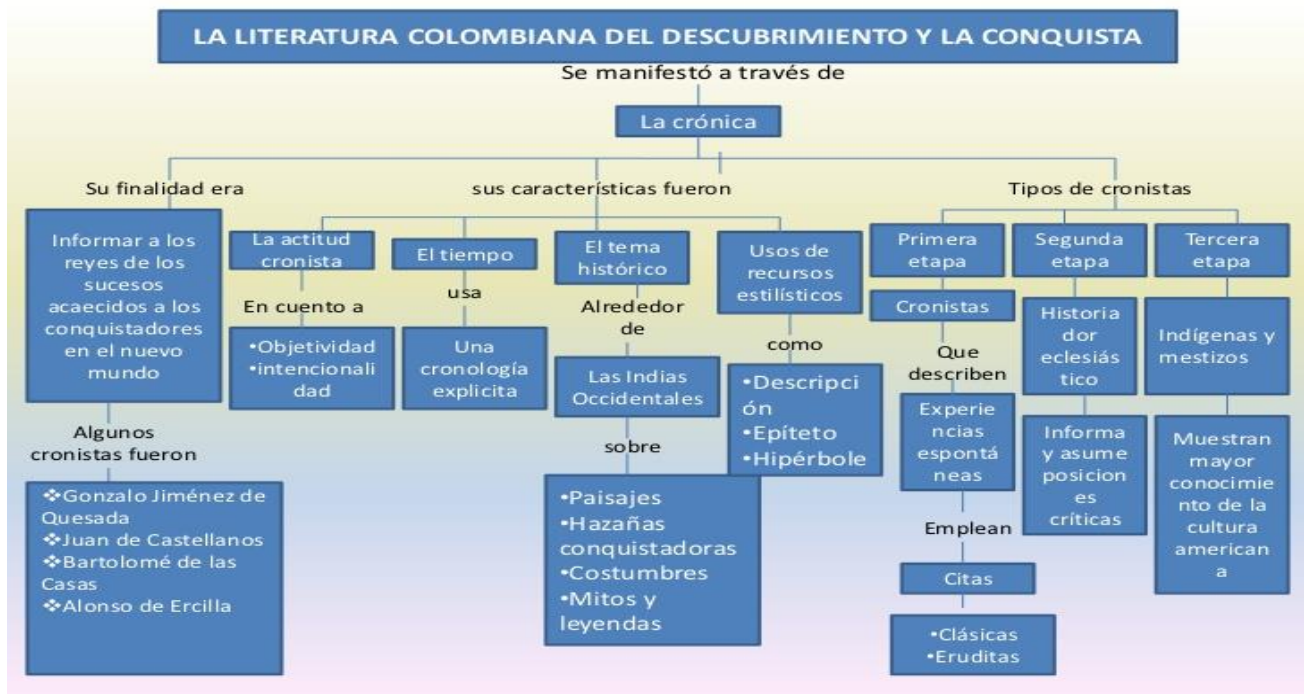 LA LITERATURA COLOMBIANA DEL DESCUBRIMIENTO Y LA CONQUISTA
Se manifestó a través de
La crónica
Su finalidad era
Informar a los
reyes de los
sucesos
acaecidos a los
conquistadores
en el nuevo
mundo
Algunos
cronistas fueron
❖Gonzalo Jiménez de
Quesada
❖Juan de Castellanos
❖Bartolomé de las
Casas
❖Alonso de Ercilla
sus características fueron
La actitud
cronista
En cuento a
•Objetividad
•intencionali
dad
El tiempo
usa
Una
cronología
explicita
El tema
histórico
Alrededor
de
Las Indias
Occidentales
sobre
•Paisajes
•Hazañas
conquistadoras
•Costumbres
•Mitos y
leyendas
Usos de
recursos
estilísticos
como
•Descripci
ón
•Epíteto
•Hipérbole
Tipos de cronistas
Primera
etapa
Cronistas
Que
describen
Experie
ncias
espontá
neas
Emplean
Citas
•Clásicas
•Eruditas
Segunda
etapa
Historia
dor
eclesiás
tico
Informa
y asume
posicion
es
críticas
Tercera
etapa
Indígenas y
mestizos
Muestran
mayor
conocimie
nto de la
cultura
american
a